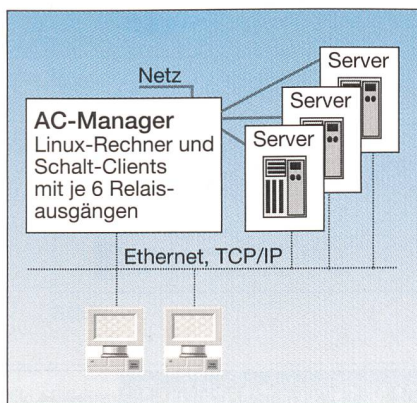 Netz
Server
Server
Server
AC-Manager
Linux-Rechner und
Schalt-Clients
mit je 6 Relais-
ausgängen
Ethernet, TCP/IP